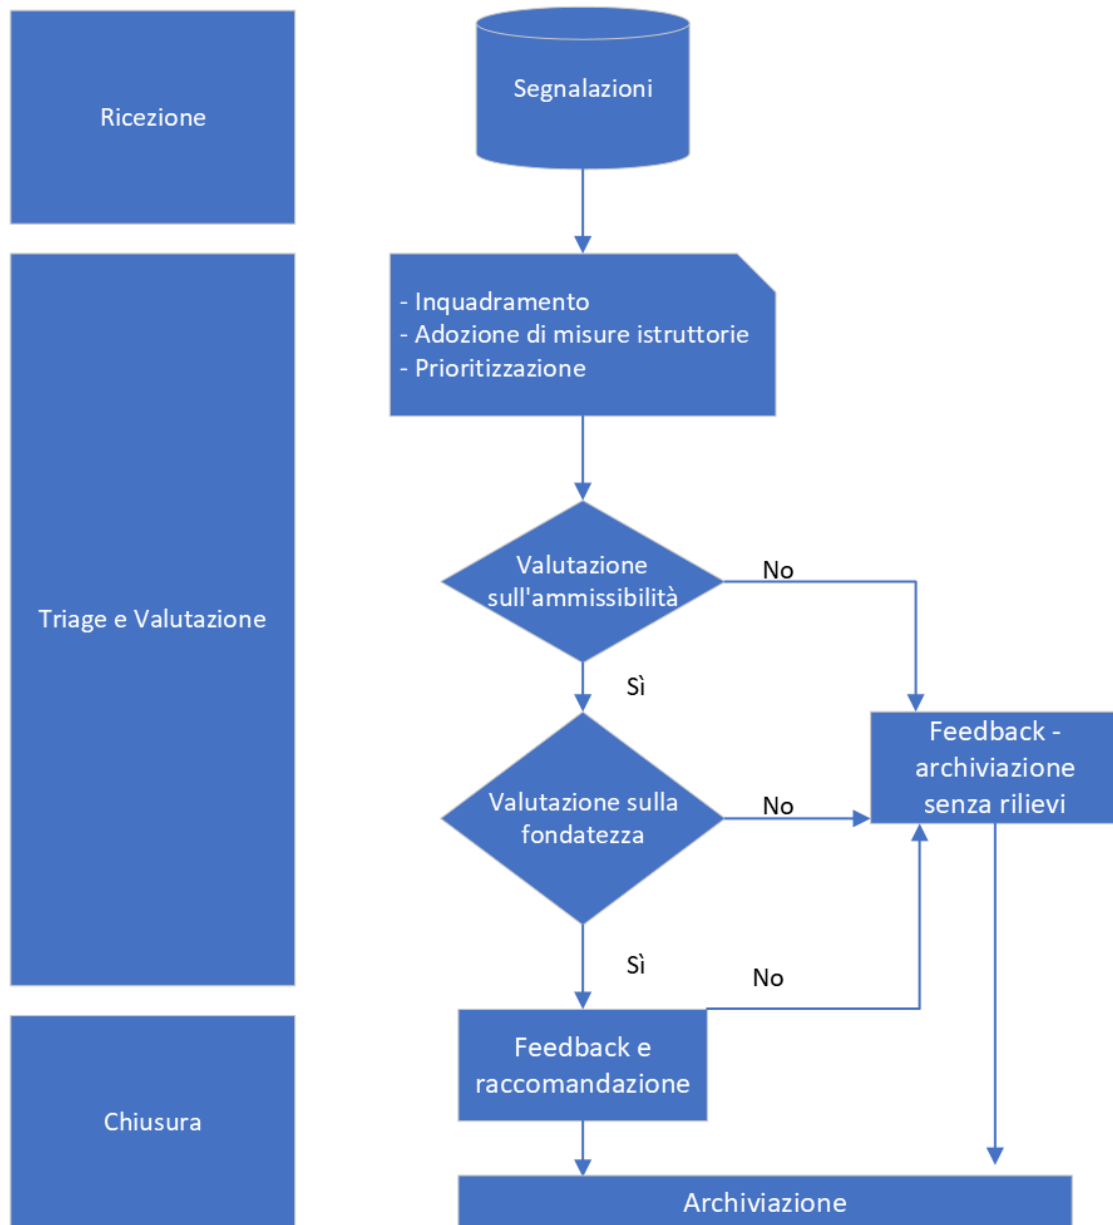 Ricezione
Segnalazioni
- Inquadramento
- Adozione di misure istruttorie
- Prioritizzazione
Triage e Valutazione
Valutazione
sull'ammissibilità
No
Sì
Feedback -
archiviazione
senza rilievi
Valutazione sulla
fondatezza
No
Sì
No
Feedback e
raccomandazione
Chiusura
Archiviazione